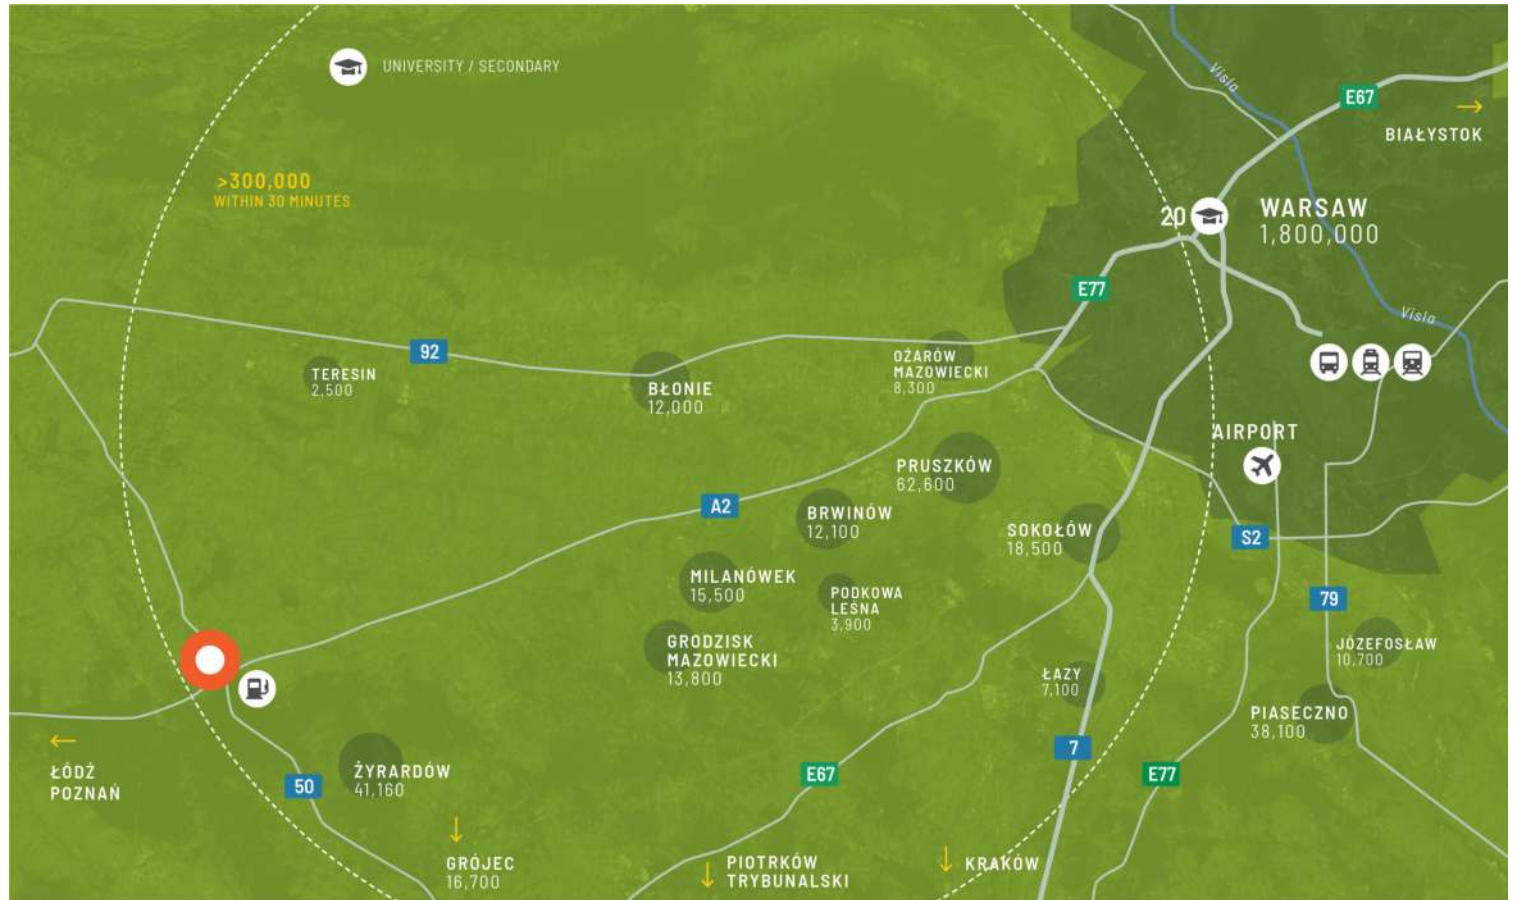 UNIVERSITY / SECONDARY
Visla
E67
BIAŁYSTOK
>300,000
WITHIN 30 MINUTES
20
WARSAW
1,800,000
E77
Visla
92
TERESIN
2,500
BŁONIE
12,000
OŻARÓW
MAZOWIECKI
8,300
AIRPORT
PRUSZKÓW
62,600
A2
BRWINÓW
12,100
SOKOŁÓW
18,500
S2
MILANÓWEK
15,500
PODKOWA
LEŚNA
3,900
79
GRODZISK
MAZOWIECKI
13,800
JÓZEFOSŁAW
10,700
ŁAZY
7,100
PIASECZNO
38,100
ŁÓDŹ
POZNAŃ
50
ŻYRARDÓW
41,160
E67
7
E77
GRÓJEC
16,700
PIOTRKÓW
TRYBUNALSKI
KRAKÓW